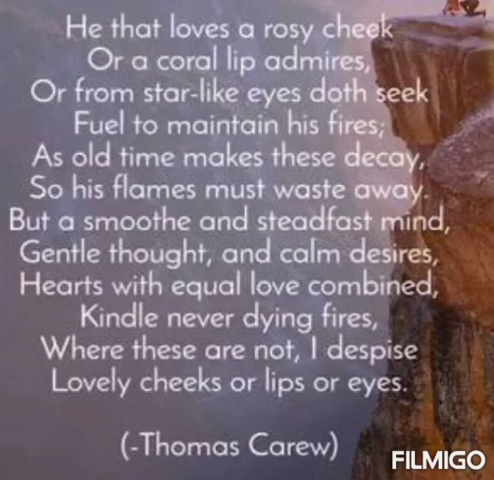 He that loves a rosy cheek
Or a coral lip admires,
Or from star-like eyes doth seek
Fuel to maintain his fires;
As old time makes these decay,
So his flames must waste away.
But a smoothe and steadfast mind,
Gentle thought, and calm desires,
Hearts with equal love combined,
Kindle never dying fires,
Where these are not, I despise
Lovely cheeks or lips or eyes.
(-Thomas Carew)
FILMIGO